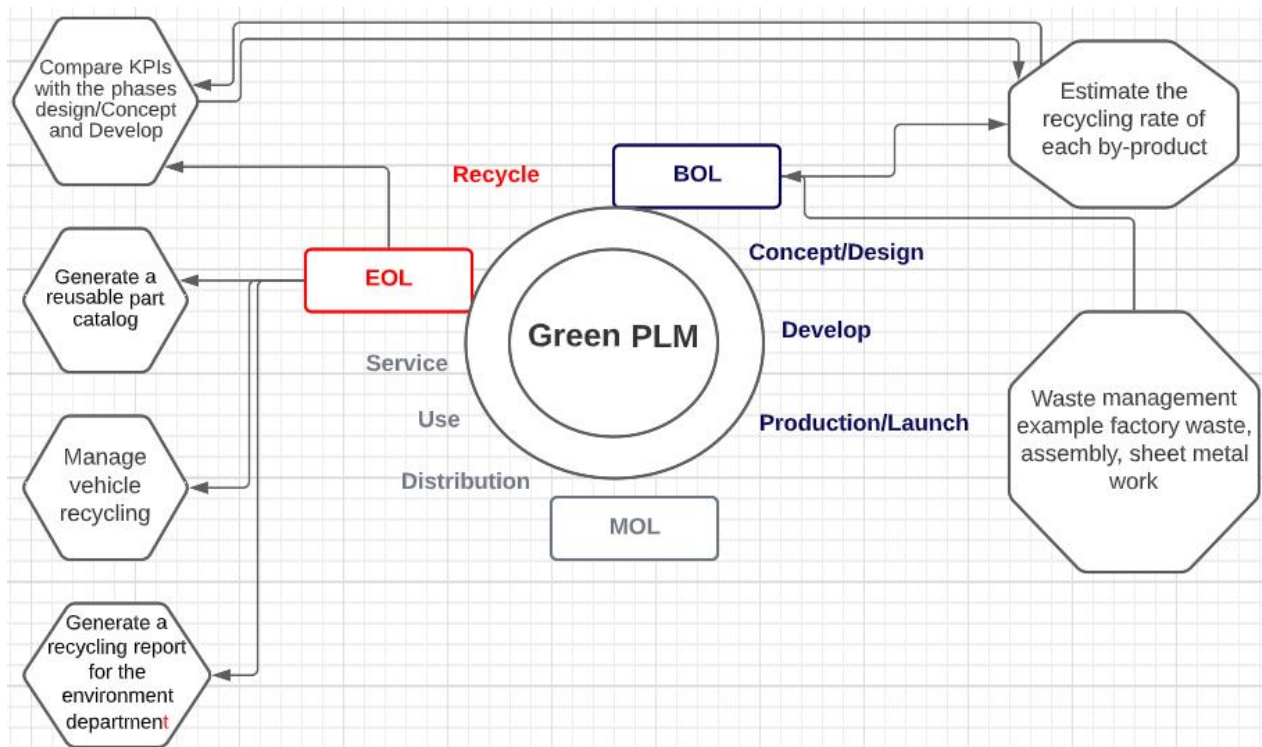 Compare KPIs
with the phases
design/Concept
and Develop
Estimate the
recycling rate of
each by-product
Recycle
BOL
Concept/Design
EOL
Generate a
reusable part
catalog
Green PLM
Develop
Service
Use
Production/Launch
Waste management
example factory waste,
assembly, sheet metal
work
Manage
vehicle
recycling
Distribution
MOL
Generate a
recycling report
for the
environment
department